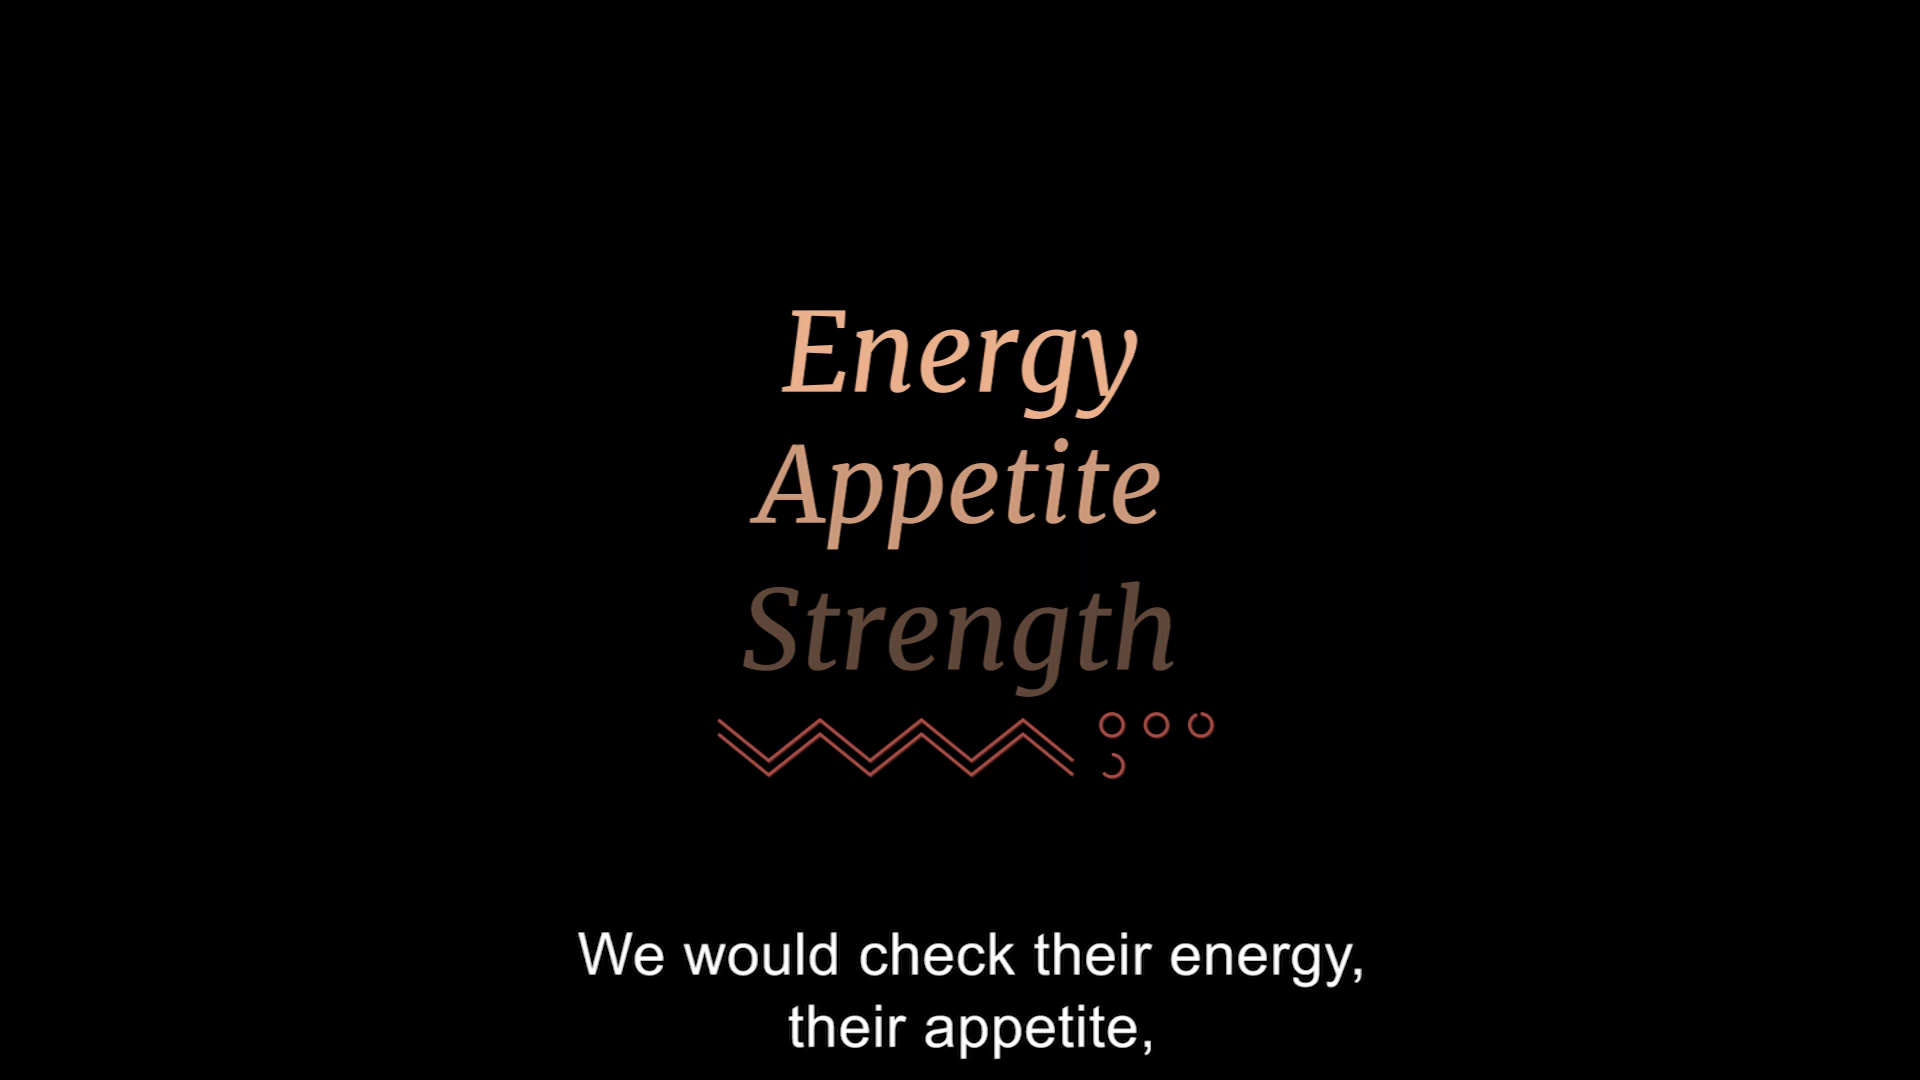 Energy
Appetite
Strength
We would check their energy,
their appetite,